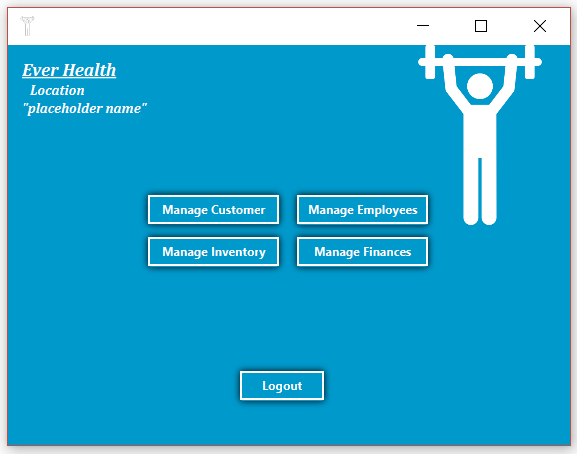 Ever Health
Location
"placeholder name"
Manage Customer
Manage Employees
Manage Inventory
Manage Finances
Logout